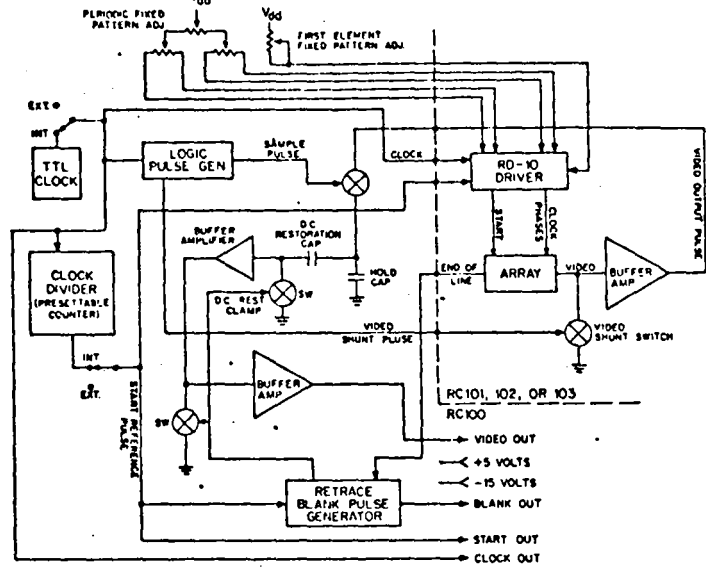 Vdd
PERIODIC FIXED
PATTERN ADJ
Vdd
FIRST ELEMENT
FIXED PATTERN ADJ.
EXT.
INT
TTL
CLOCK
LOGIC
PULSE GEN
SAMPLE
PULSE
CLOCK
RD-10
DRIVER
VIDEO OUTPUT PULSE
START
CLOCK
PHASES
BUFFER
AMPLIFIER
D.C.
RESTORATION
CAP
HOLD
CAP
END OF
LINE
ARRAY
VIDEO
BUFFER
AMP
CLOCK
DIVIDER
(PRESETTABLE
COUNTER)
D.C REST
CLAMP
SW
VIDEO
SHUNT PLUSE
VIDEO
SHUNT SWITCH
INT
EXT.
START REFERENCE
PULSE
BUFFER
AMP
SW
RC101, 102, OR 103
RC100
VIDEO OUT
+5 VOLTS
-15 VOLTS
RETRACE
BLANK PULSE
GENERATOR
BLANK OUT
START OUT
CLOCK OUT